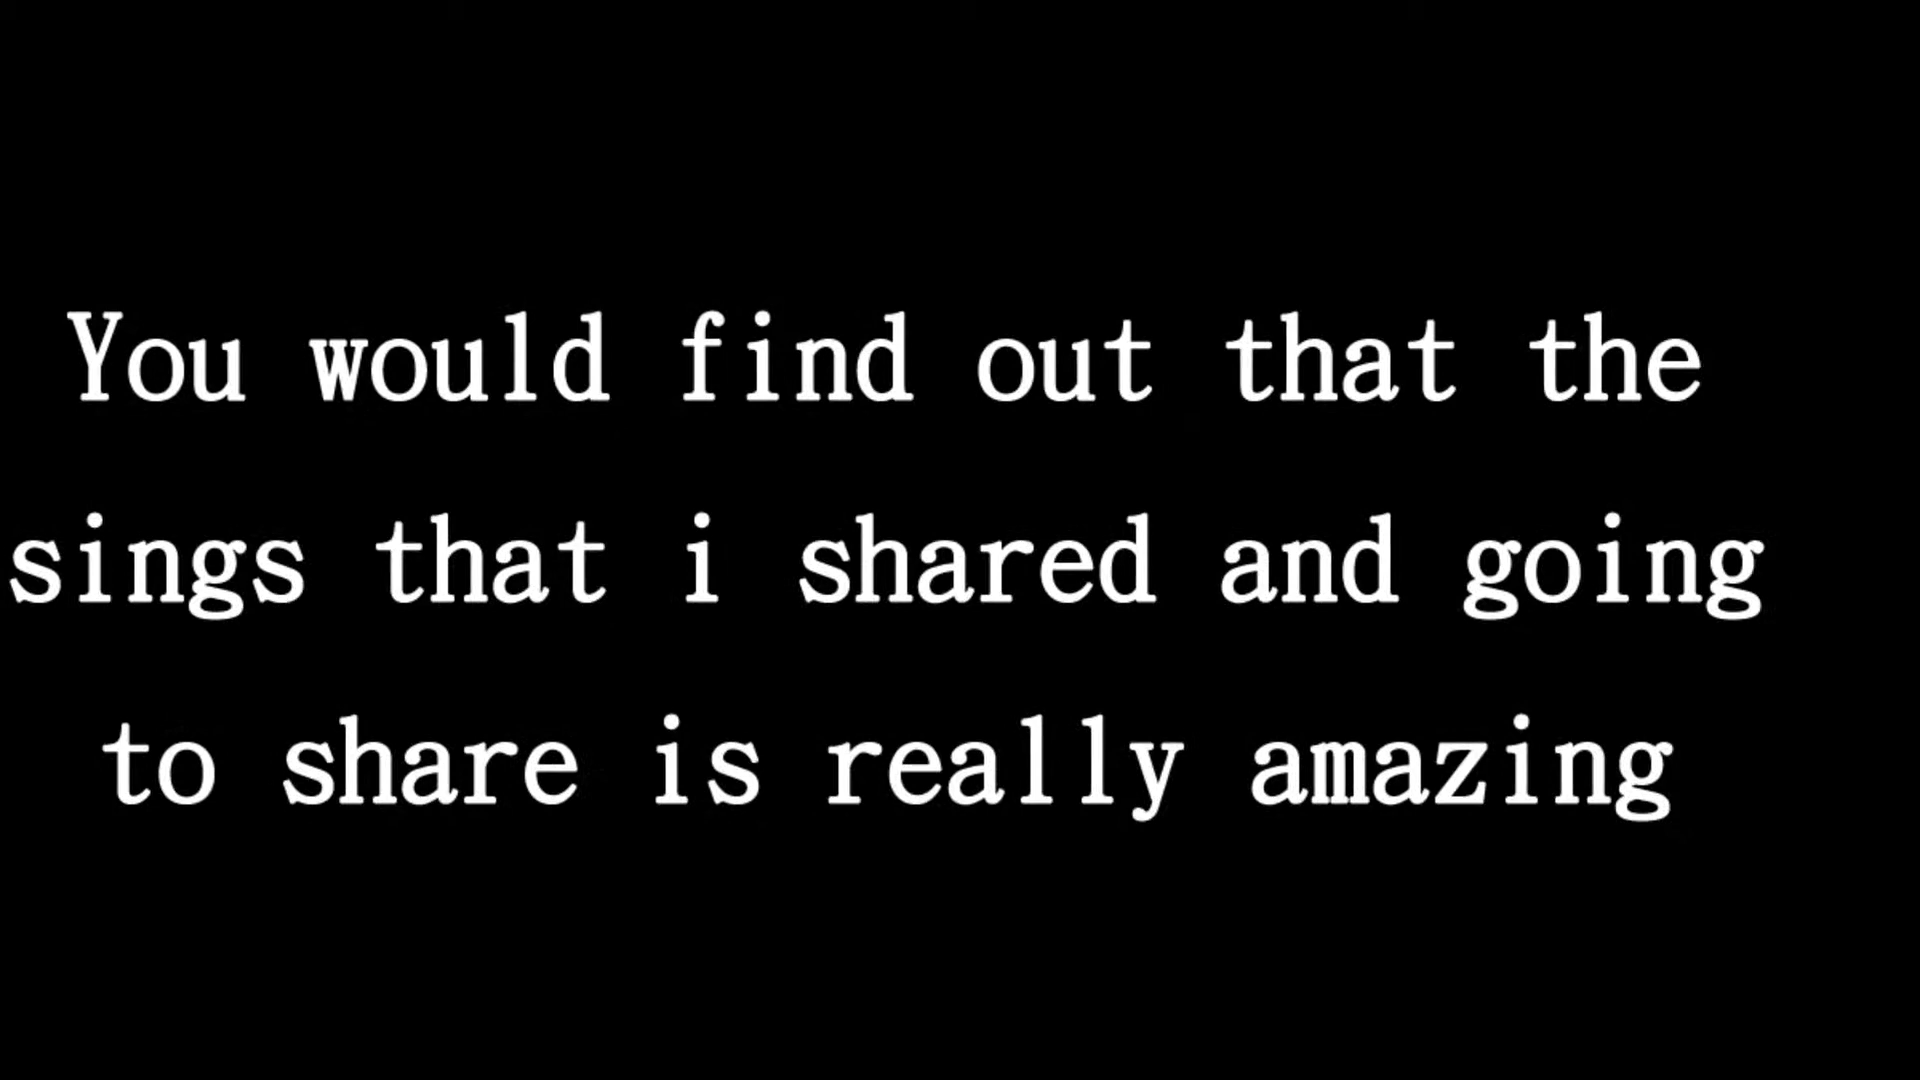 You would find out that the
sings that i shared and going
to share is really amazing